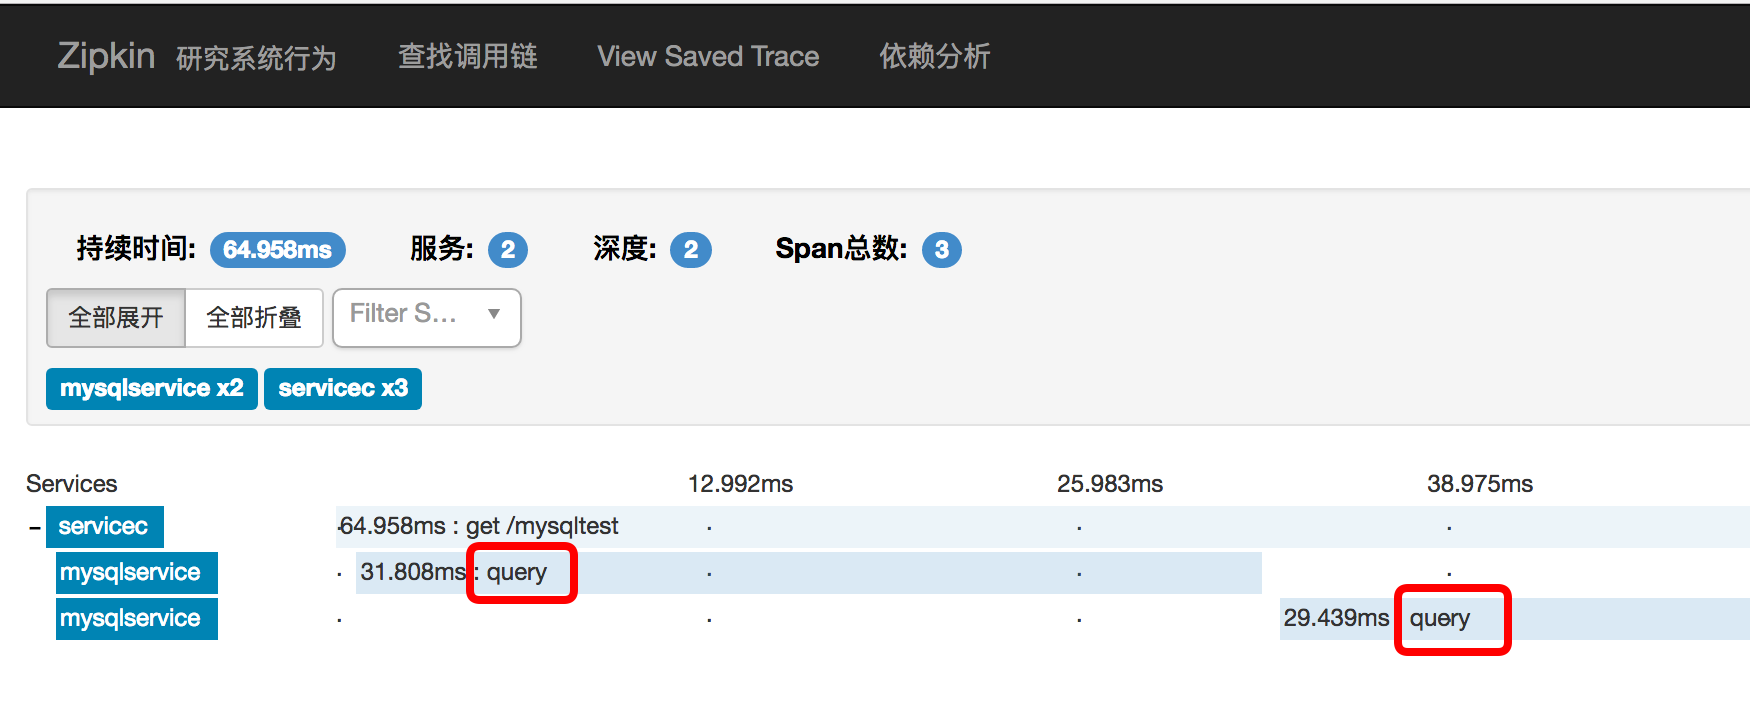 Zipkin 研究系统行为 查找调用链 View Saved Trace 依赖分析
持续时间: 64.958ms 服务: 2 深度: 2 Span总数: 3
全部展开 全部折叠 Filter S...
mysqlservice x2 servicec x3
Services 12.992ms 25.983ms 38.975ms
- servicec 64.958ms : get /mysqltest
mysqlservice 31.808ms : query
mysqlservice 29.439ms query